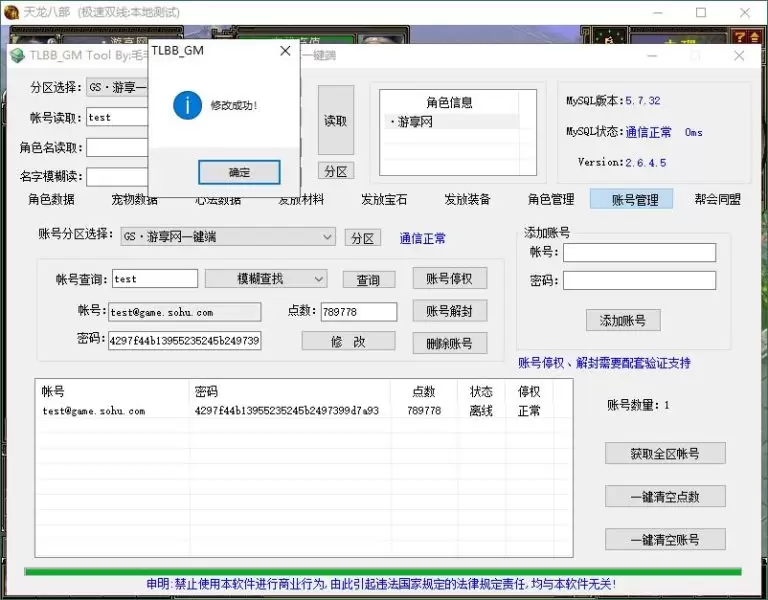 天龙八部 (极速双线:本地测试)
TLBB_GM Tool By:毛
一键端
TLBB_GM
修改成功!
确定
分区选择: GS·游享
帐号读取: test
角色名读取:
名字模糊读:
读取
分区
角色信息
·游享网
MySQL版本:5.7.32
MySQL状态:通信正常 0ms
Version:2.6.4.5
角色数据 宠物数据 心法数据 发放材料 发放宝石 发放装备 角色管理 账号管理 帮会同盟
账号分区选择: GS·游享网一键端 分区 通信正常
帐号查询: test 模糊查找 查询 账号停权
帐号: test@game.sohu.com 点数: 789778 账号解封
密码: 4297f44b13955235245b249739 修 改 删除账号
添加账号
帐号:
密码:
添加账号
账号停权、解封需要配套验证支持
帐号 密码 点数 状态 停权
test@game.sohu.com 4297f44b13955235245b2497399d7a93 789778 离线 正常
账号数量: 1
获取全区帐号
一键清空点数
一键清空账号
申明:禁止使用本软件进行商业行为,由此引起违法国家规定的法律规定责任,均与本软件无关!